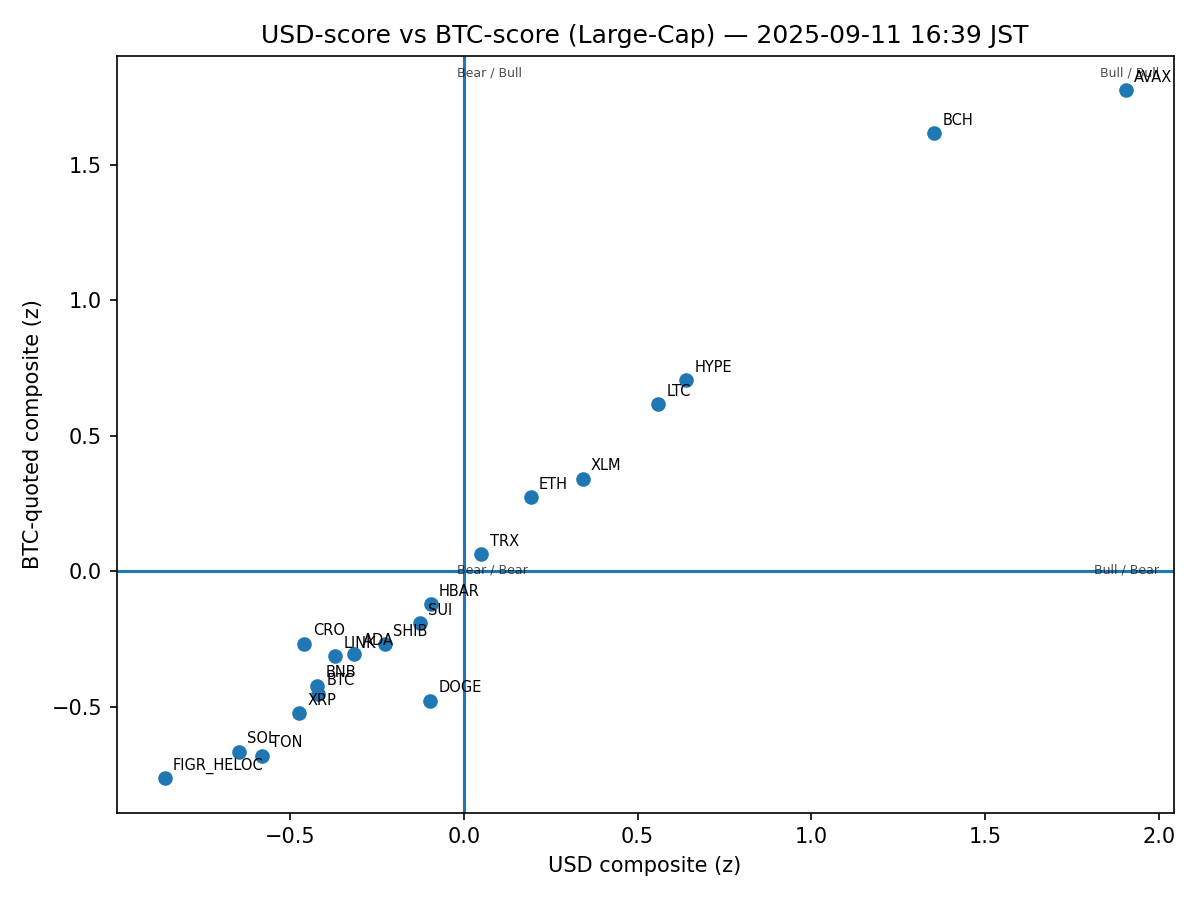 USD-score vs BTC-score (Large-Cap) — 2025-09-11 16:39 JST
Bear / Bull
Bull / Bull
AVAX
BCH
1.5
1.0
HYPE
LTC
0.5
XLM
ETH
TRX
0.0
Bear / Bear
Bull / Bear
HBAR
SUI
CRO
SHIB
LINK
ADA
BNB
BTC
DOGE
−0.5
XRP
SOL
TON
FIGR_HELOC
BTC-quoted composite (z)
−0.5
0.0
0.5
1.0
1.5
2.0
USD composite (z)